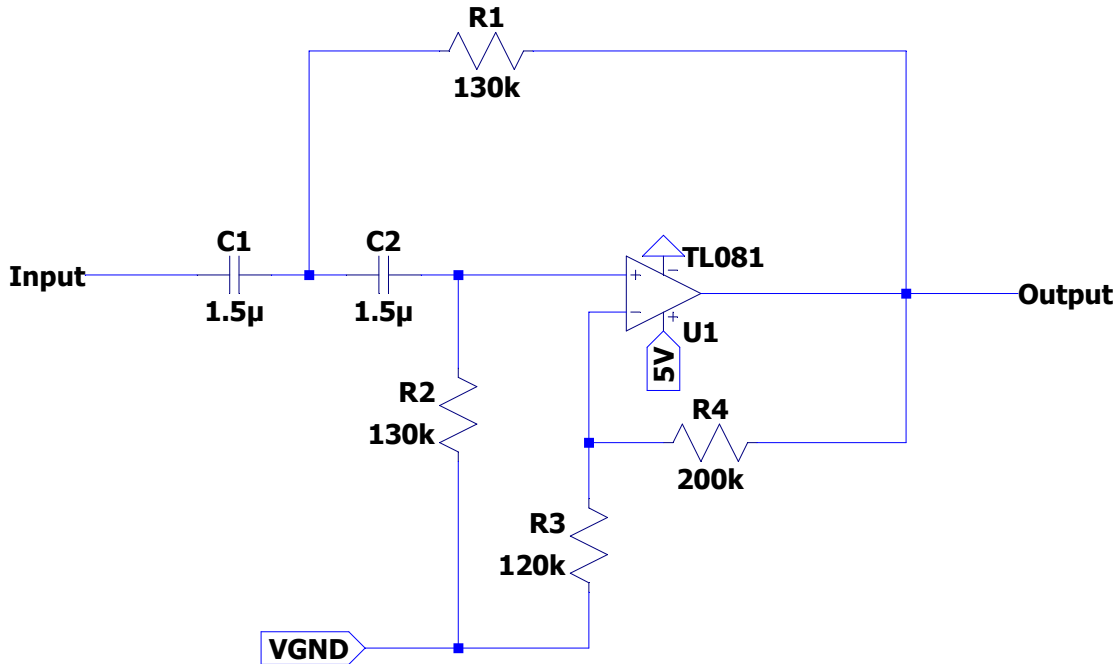 R1
130k
C1
C2
Input
1.5µ
1.5µ
+
−
TL081
−
+
U1
5V
Output
R2
130k
R4
200k
R3
120k
VGND